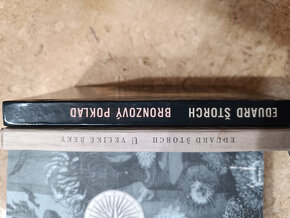 EDUARD ŠTORCH BRONZOVÝ POKLAD
EDUARD ŠTORCH U VELIKÉ ŘEKY